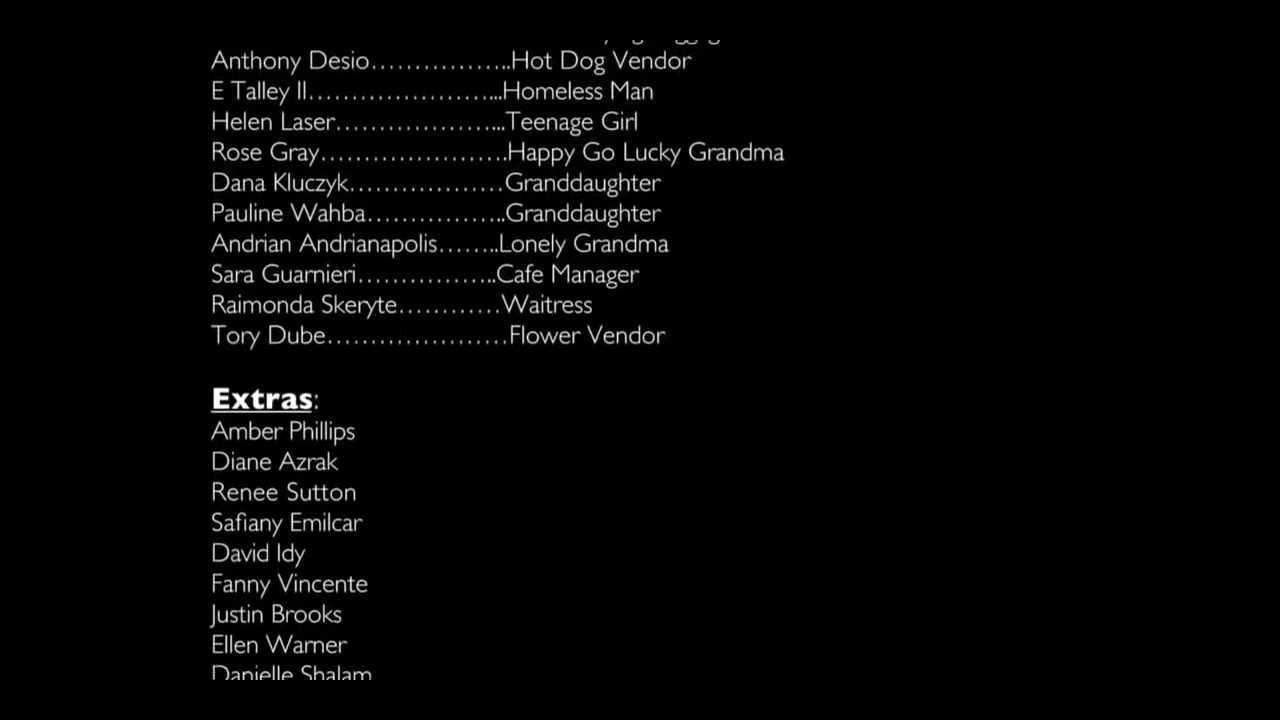 Anthony Desio……………..Hot Dog Vendor
E Talley II……………………...Homeless Man
Helen Laser…………………...Teenage Girl
Rose Gray…………………….Happy Go Lucky Grandma
Dana Kluczyk…………………Granddaughter
Pauline Wahba……………..Granddaughter
Andrian Andrianapolis……..Lonely Grandma
Sara Guarnieri……………..Cafe Manager
Raimonda Skeryte…………Waitress
Tory Dube…………………Flower Vendor
Extras:
Amber Phillips
Diane Azrak
Renee Sutton
Safiany Emilcar
David Idy
Fanny Vincente
Justin Brooks
Ellen Warner
Danielle Shalam